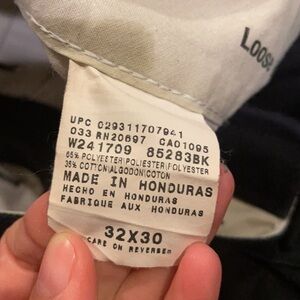 LOOS
UPC 029311707941
033 RN20697 CA01095
W241709 85283BK
65% POLYESTER/POLIESTER/POLYESTER
35% COTTON/ALGODON/COTON
MADE IN HONDURAS
HECHO EN HONDURAS
FABRIQUE AUX HONDURAS
32X30
CARE ON REVERSE